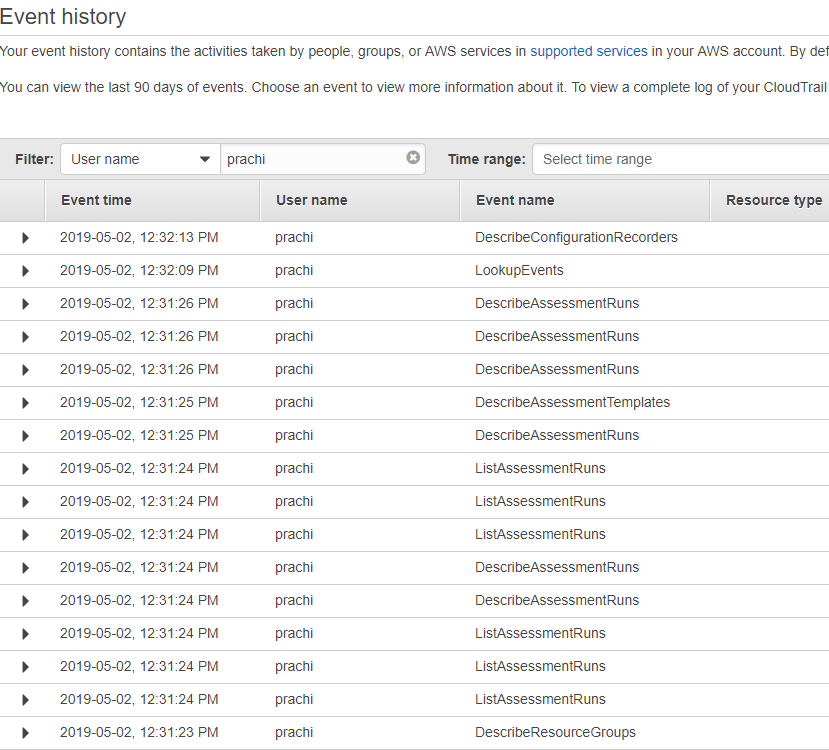 Event history
Your event history contains the activities taken by people, groups, or AWS services in supported services in your AWS account. By def
You can view the last 90 days of events. Choose an event to view more information about it. To view a complete log of your CloudTrail
Filter: User name prachi Time range: Select time range
Event time User name Event name Resource type
2019-05-02, 12:32:13 PM prachi DescribeConfigurationRecorders
2019-05-02, 12:32:09 PM prachi LookupEvents
2019-05-02, 12:31:26 PM prachi DescribeAssessmentRuns
2019-05-02, 12:31:26 PM prachi DescribeAssessmentRuns
2019-05-02, 12:31:26 PM prachi DescribeAssessmentRuns
2019-05-02, 12:31:25 PM prachi DescribeAssessmentTemplates
2019-05-02, 12:31:25 PM prachi DescribeAssessmentRuns
2019-05-02, 12:31:24 PM prachi ListAssessmentRuns
2019-05-02, 12:31:24 PM prachi ListAssessmentRuns
2019-05-02, 12:31:24 PM prachi ListAssessmentRuns
2019-05-02, 12:31:24 PM prachi DescribeAssessmentRuns
2019-05-02, 12:31:24 PM prachi DescribeAssessmentRuns
2019-05-02, 12:31:24 PM prachi ListAssessmentRuns
2019-05-02, 12:31:24 PM prachi ListAssessmentRuns
2019-05-02, 12:31:24 PM prachi ListAssessmentRuns
2019-05-02, 12:31:23 PM prachi DescribeResourceGroups